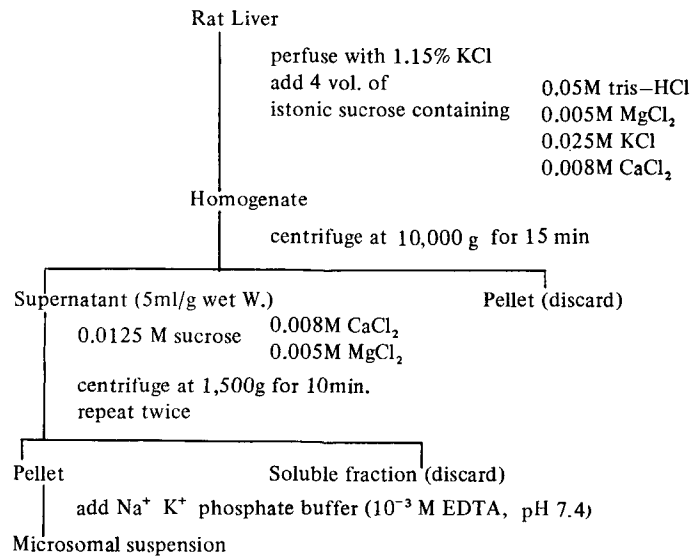 Rat Liver
perfuse with 1.15% KCl
add 4 vol. of
istonic sucrose containing
0.05M tris–HCl
0.005M MgCl₂
0.025M KCl
0.008M CaCl₂
Homogenate
centrifuge at 10,000 g for 15 min
Supernatant (5ml/g wet W.)
Pellet (discard)
0.0125 M sucrose
0.008M CaCl₂
0.005M MgCl₂
centrifuge at 1,500g for 10min.
repeat twice
Pellet
Soluble fraction (discard)
add Na⁺ K⁺ phosphate buffer (10⁻³ M EDTA, pH 7.4)
Microsomal suspension